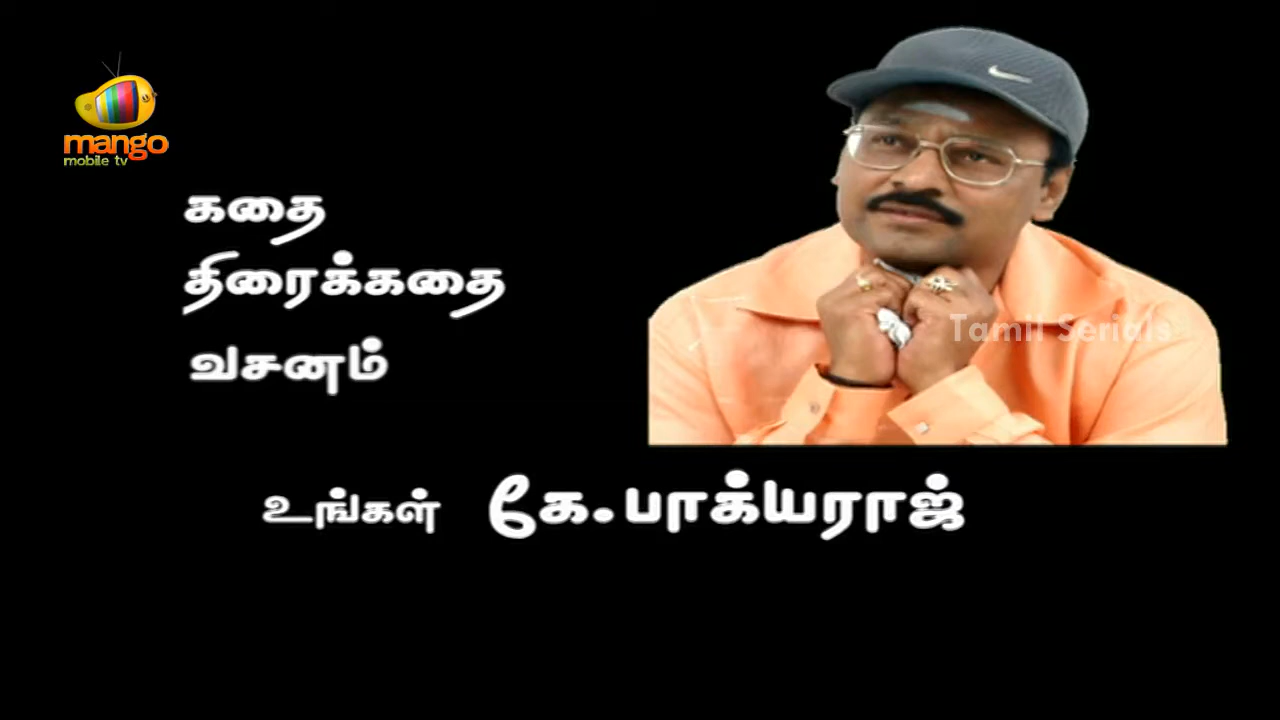 mango
mobile tv
கதை
திரைக்கதை
வசனம்
Tamil Serials
உங்கள் கே.பாக்யராஜ்